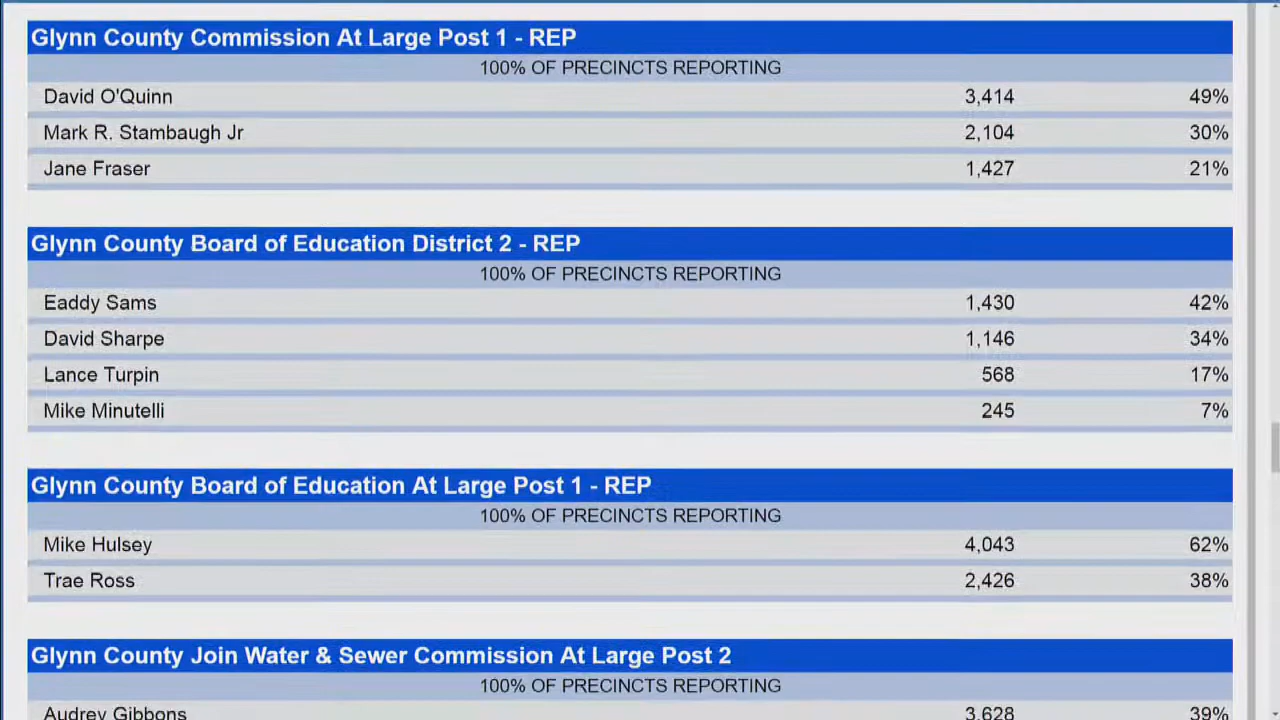 Glynn County Commission At Large Post 1 - REP
100% OF PRECINCTS REPORTING
David O'Quinn 3,414 49%
Mark R. Stambaugh Jr 2,104 30%
Jane Fraser 1,427 21%
Glynn County Board of Education District 2 - REP
100% OF PRECINCTS REPORTING
Eaddy Sams 1,430 42%
David Sharpe 1,146 34%
Lance Turpin 568 17%
Mike Minutelli 245 7%
Glynn County Board of Education At Large Post 1 - REP
100% OF PRECINCTS REPORTING
Mike Hulsey 4,043 62%
Trae Ross 2,426 38%
Glynn County Join Water & Sewer Commission At Large Post 2
100% OF PRECINCTS REPORTING
Audrey Gibbons 3,628 39%